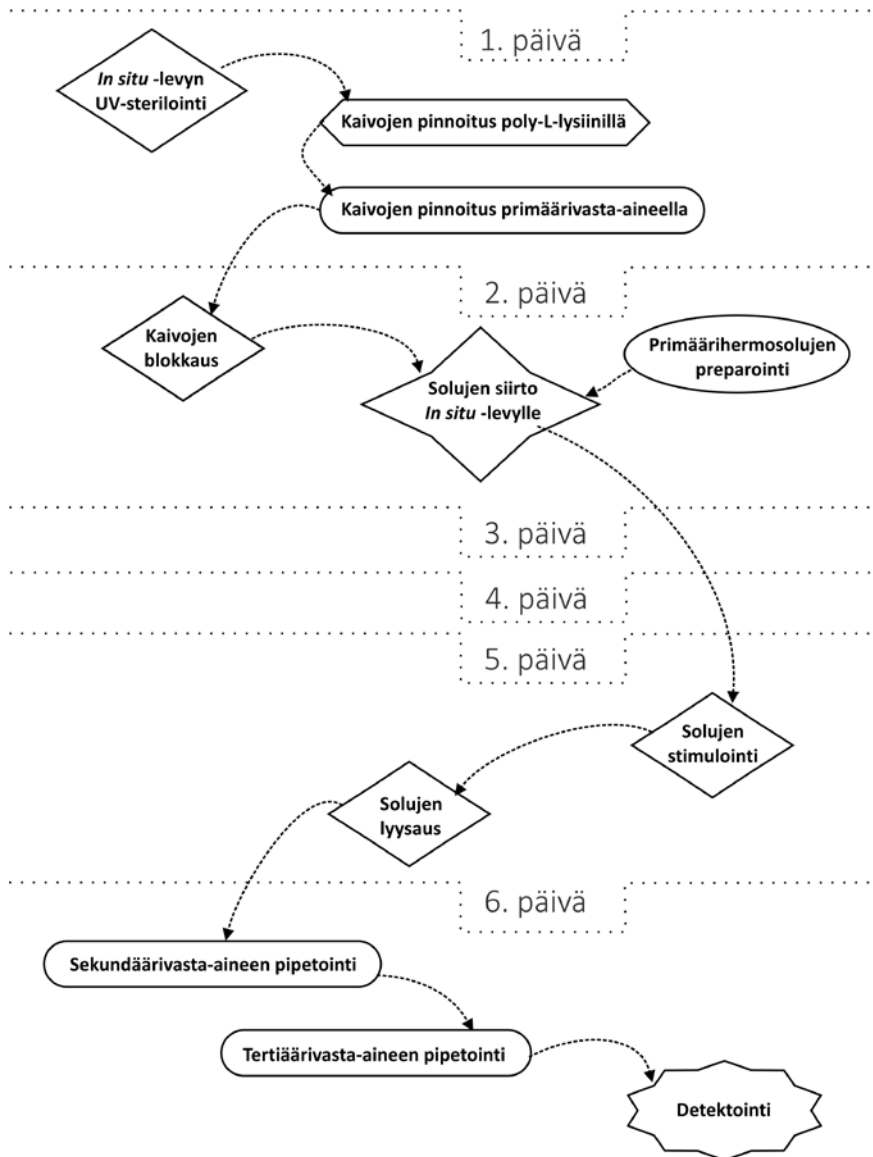 1. päivä
In situ -levyn
UV-sterilointi
Kaivojen pinnoitus poly-L-lysiinillä
Kaivojen pinnoitus primäärivasta-aineella
2. päivä
Kaivojen
blokkaus
Solujen siirto
In situ -levylle
Primäärihermosolujen
preparointi
3. päivä
4. päivä
5. päivä
Solujen
stimulointi
Solujen
lyysaus
6. päivä
Sekundäärivasta-aineen pipetointi
Tertiäärivasta-aineen pipetointi
Detektointi